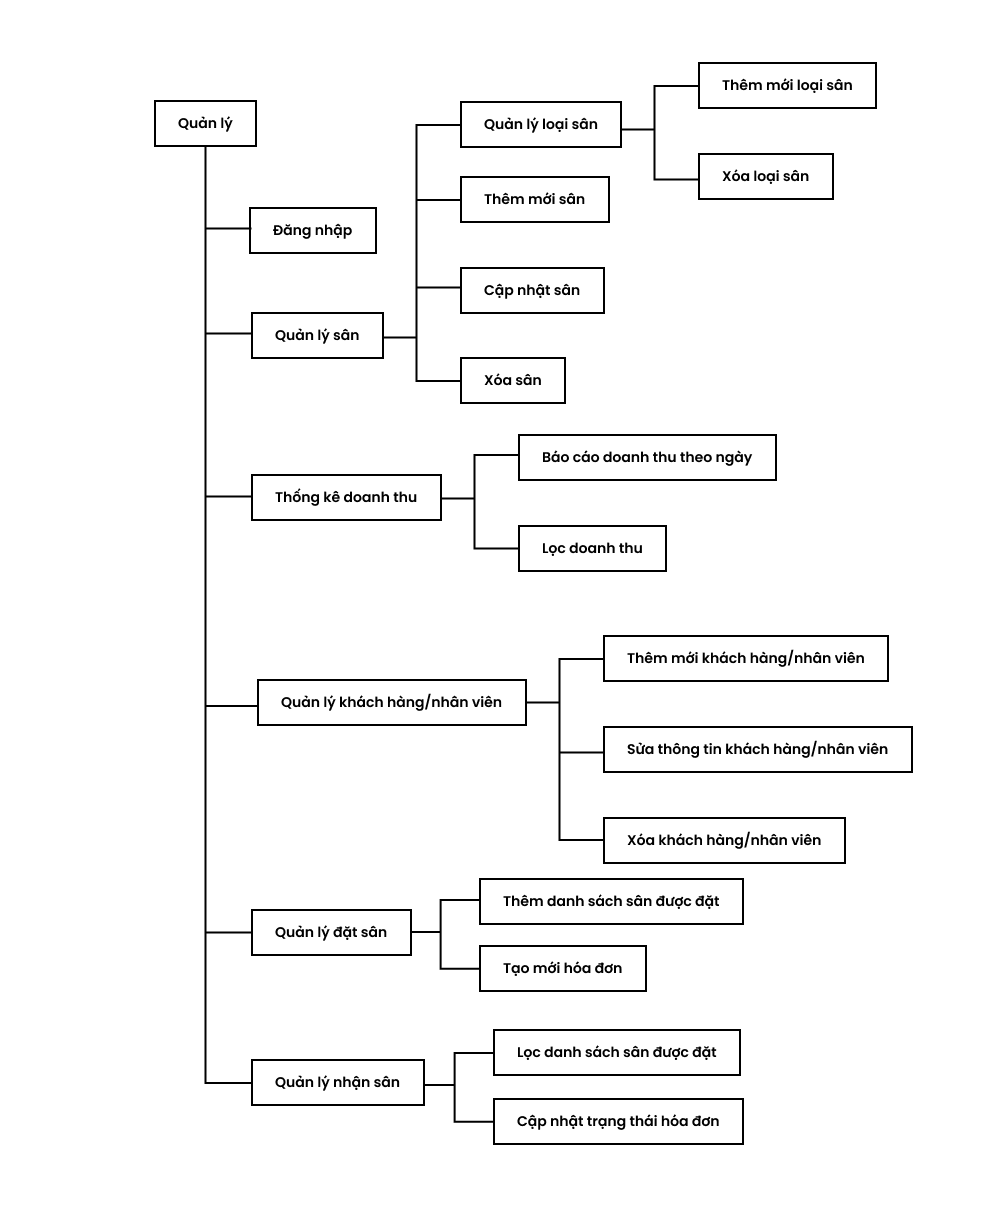 Quản lý
Đăng nhập
Quản lý sân
Quản lý loại sân
Thêm mới loại sân
Xóa loại sân
Thêm mới sân
Cập nhật sân
Xóa sân
Thống kê doanh thu
Báo cáo doanh thu theo ngày
Lọc doanh thu
Quản lý khách hàng/nhân viên
Thêm mới khách hàng/nhân viên
Sửa thông tin khách hàng/nhân viên
Xóa khách hàng/nhân viên
Quản lý đặt sân
Thêm danh sách sân được đặt
Tạo mới hóa đơn
Quản lý nhận sân
Lọc danh sách sân được đặt
Cập nhật trạng thái hóa đơn